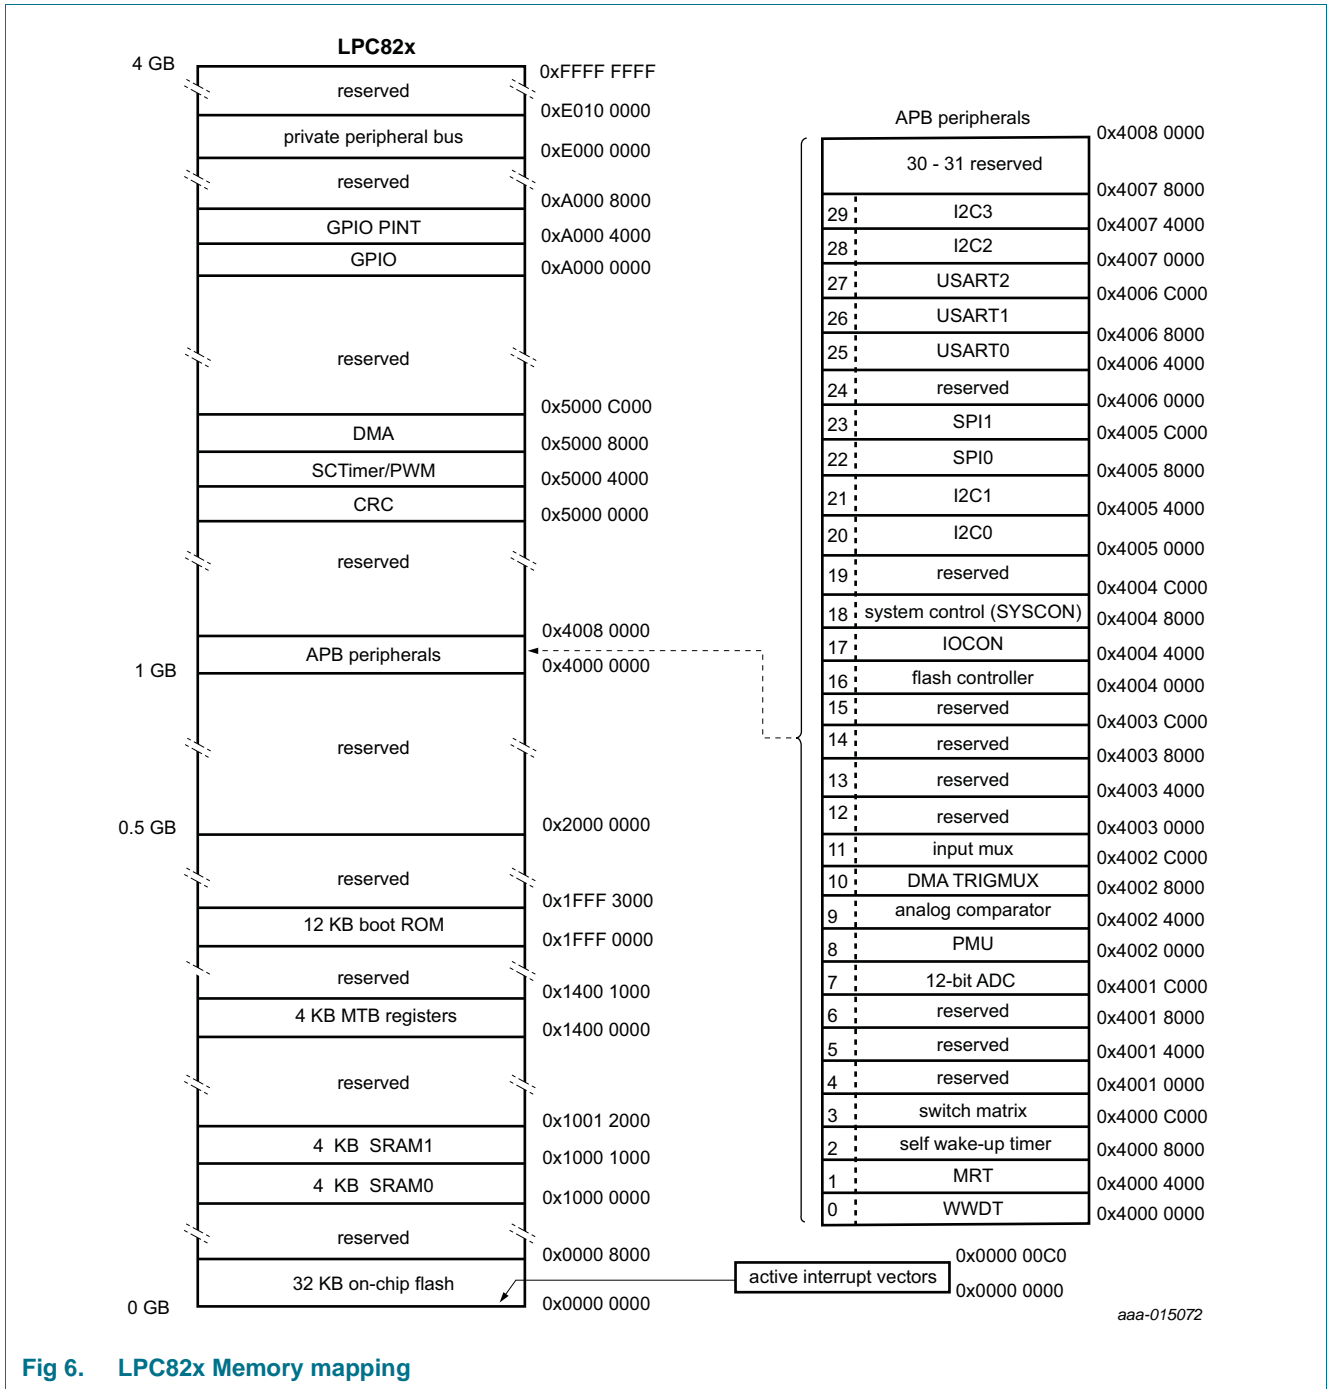 LPC82x
4 GB
0xFFFF FFFF
reserved
0xE010 0000
private peripheral bus
0xE000 0000
reserved
0xA000 8000
GPIO PINT
0xA000 4000
GPIO
0xA000 0000
reserved
0x5000 C000
DMA
0x5000 8000
SCTimer/PWM
0x5000 4000
CRC
0x5000 0000
reserved
0x4008 0000
APB peripherals
0x4000 0000
1 GB
reserved
0x2000 0000
0.5 GB
reserved
0x1FFF 3000
12 KB boot ROM
0x1FFF 0000
reserved
0x1400 1000
4 KB MTB registers
0x1400 0000
reserved
0x1001 2000
4 KB SRAM1
0x1000 1000
4 KB SRAM0
0x1000 0000
reserved
0x0000 8000
32 KB on-chip flash
0 GB
0x0000 0000
APB peripherals
0x4008 0000
30 - 31 reserved
0x4007 8000
29 I2C3
0x4007 4000
28 I2C2
0x4007 0000
27 USART2
0x4006 C000
26 USART1
0x4006 8000
25 USART0
0x4006 4000
24 reserved
0x4006 0000
23 SPI1
0x4005 C000
22 SPI0
0x4005 8000
21 I2C1
0x4005 4000
20 I2C0
0x4005 0000
19 reserved
0x4004 C000
18 system control (SYSCON)
0x4004 8000
17 IOCON
0x4004 4000
16 flash controller
0x4004 0000
15 reserved
0x4003 C000
14 reserved
0x4003 8000
13 reserved
0x4003 4000
12 reserved
0x4003 0000
11 input mux
0x4002 C000
10 DMA TRIGMUX
0x4002 8000
9 analog comparator
0x4002 4000
8 PMU
0x4002 0000
7 12-bit ADC
0x4001 C000
6 reserved
0x4001 8000
5 reserved
0x4001 4000
4 reserved
0x4001 0000
3 switch matrix
0x4000 C000
2 self wake-up timer
0x4000 8000
1 MRT
0x4000 4000
0 WWDT
0x4000 0000
0x0000 00C0
active interrupt vectors
0x0000 0000
aaa-015072
Fig 6. LPC82x Memory mapping